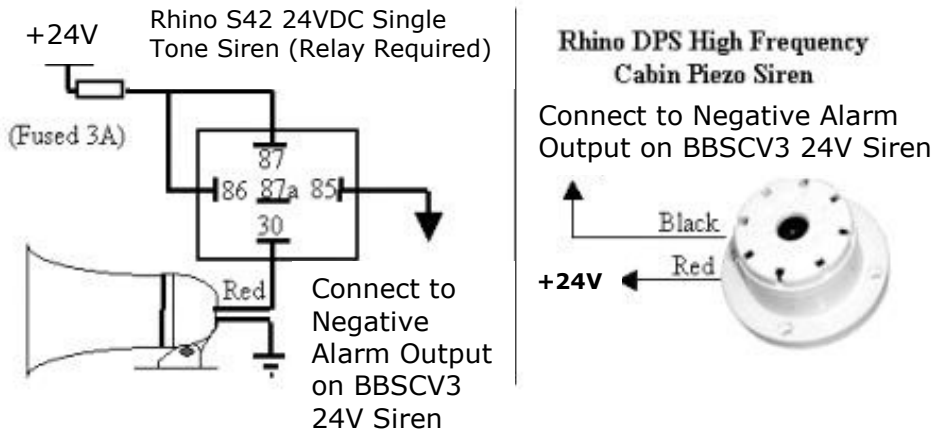 +24V
Rhino S42 24VDC Single
Tone Siren (Relay Required)
(Fused 3A)
87
86 87a 85
30
Red
Connect to
Negative
Alarm Output
on BBSCV3
24V Siren
Rhino DPS High Frequency
Cabin Piezo Siren
Connect to Negative Alarm
Output on BBSCV3 24V Siren
Black
Red
+24V